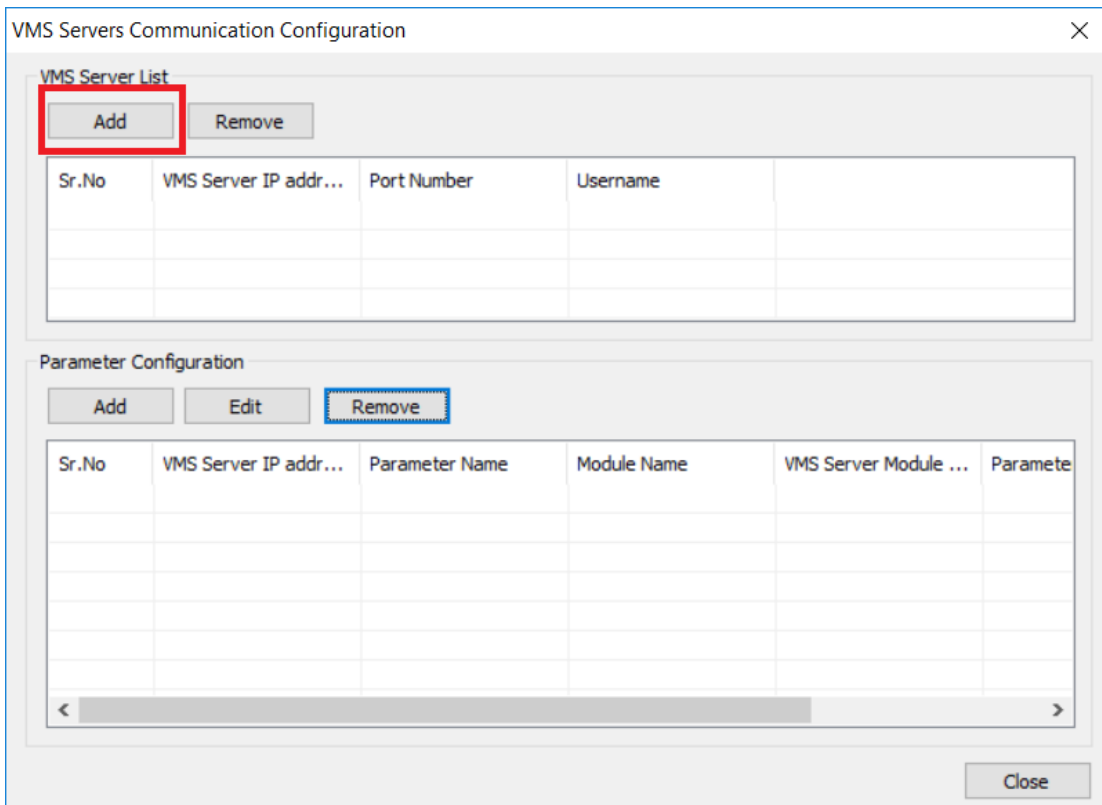 VMS Servers Communication Configuration
VMS Server List
Add Remove
Sr.No VMS Server IP addr... Port Number Username
Parameter Configuration
Add Edit Remove
Sr.No VMS Server IP addr... Parameter Name Module Name VMS Server Module ... Paramete
Close